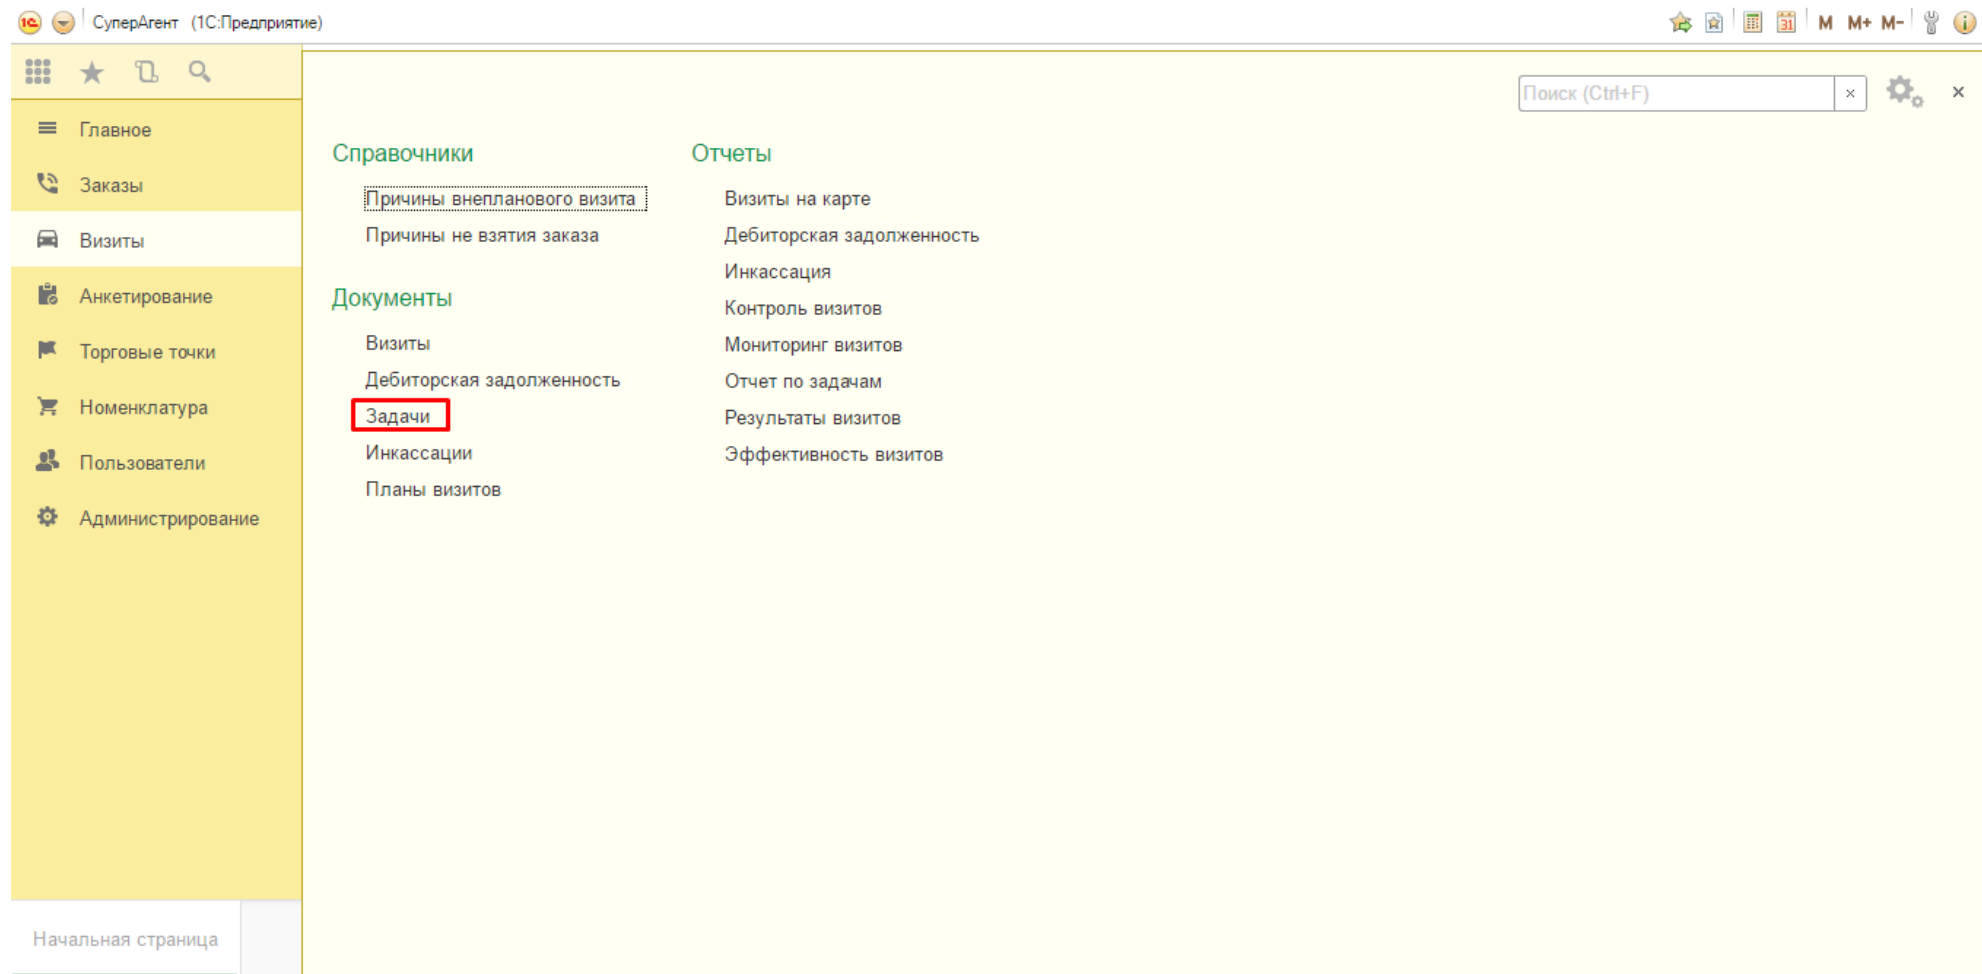 СуперАгент (1С:Предприятие)
31 M M+ M-
Поиск (Ctrl+F)
Главное
Заказы
Визиты
Анкетирование
Торговые точки
Номенклатура
Пользователи
Администрирование
Начальная страница
Справочники
Причины внепланового визита
Причины не взятия заказа
Документы
Визиты
Дебиторская задолженность
Задачи
Инкассации
Планы визитов
Отчеты
Визиты на карте
Дебиторская задолженность
Инкассация
Контроль визитов
Мониторинг визитов
Отчет по задачам
Результаты визитов
Эффективность визитов